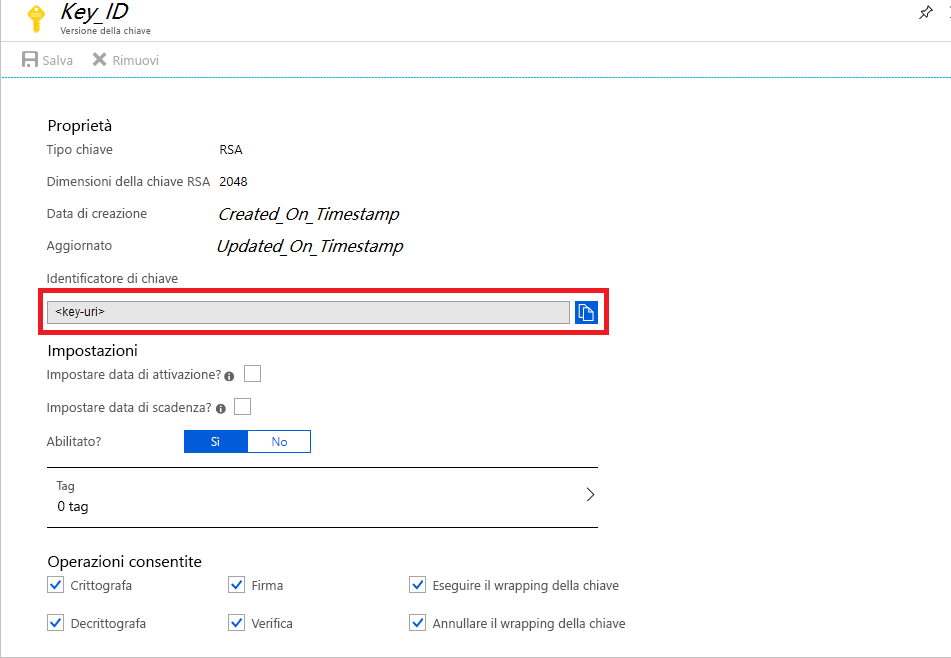 Key_ID
Versione della chiave
Salva Rimuovi
Proprietà
Tipo chiave RSA
Dimensioni della chiave RSA 2048
Data di creazione Created_On_Timestamp
Aggiornato Updated_On_Timestamp
Identificatore di chiave
<key-uri>
Impostazioni
Impostare data di attivazione?
Impostare data di scadenza?
Abilitato? Sì No
Tag
0 tag
Operazioni consentite
Crittografa Firma Eseguire il wrapping della chiave
Decrittografa Verifica Annullare il wrapping della chiave